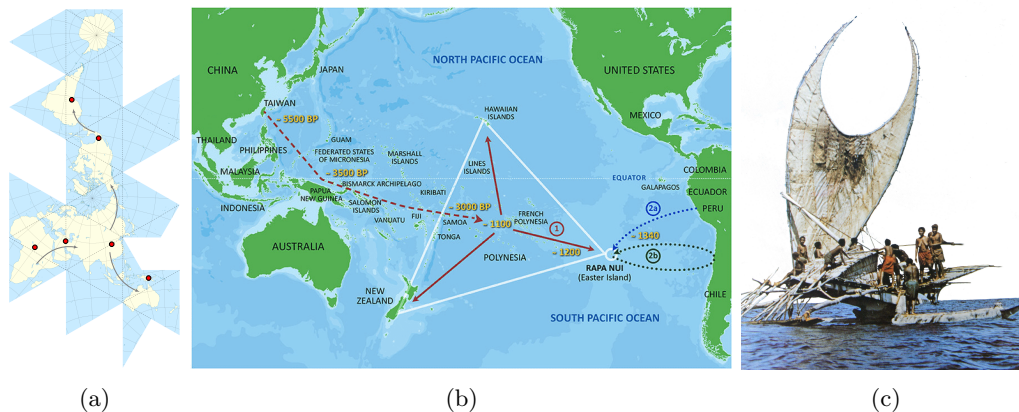 CHINA
JAPAN
NORTH PACIFIC OCEAN
UNITED STATES
TAIWAN
~ 5500 BP
HAWAIIAN
ISLANDS
MEXICO
THAILAND
PHILIPPINES
GUAM
FEDERATED STATES
OF MICRONESIA
MARSHALL
ISLANDS
LINES
ISLANDS
MALAYSIA
~ 3500 BP
EQUATOR
COLOMBIA
GALAPAGOS
ECUADOR
BISMARCK ARCHIPELAGO
PAPUA
NEW GUINEA
KIRIBATI
INDONESIA
SOLOMON
ISLANDS
~ 3000 BP
PERU
2a
VANUATU
FIJI
SAMOA
~ 1100
FRENCH
POLYNESIA
1
~ 1340
TONGA
AUSTRALIA
POLYNESIA
~ 1200
2b
RAPA NUI
(Easter Island)
NEW
ZEALAND
CHILE
SOUTH PACIFIC OCEAN
(a)
(b)
(c)